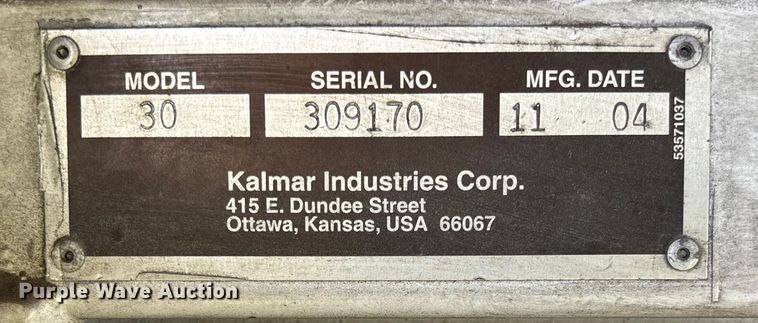 MODEL SERIAL NO. MFG. DATE
30 309170 11 04
53571037
Kalmar Industries Corp.
415 E. Dundee Street
Ottawa, Kansas, USA 66067
Purple Wave Auction